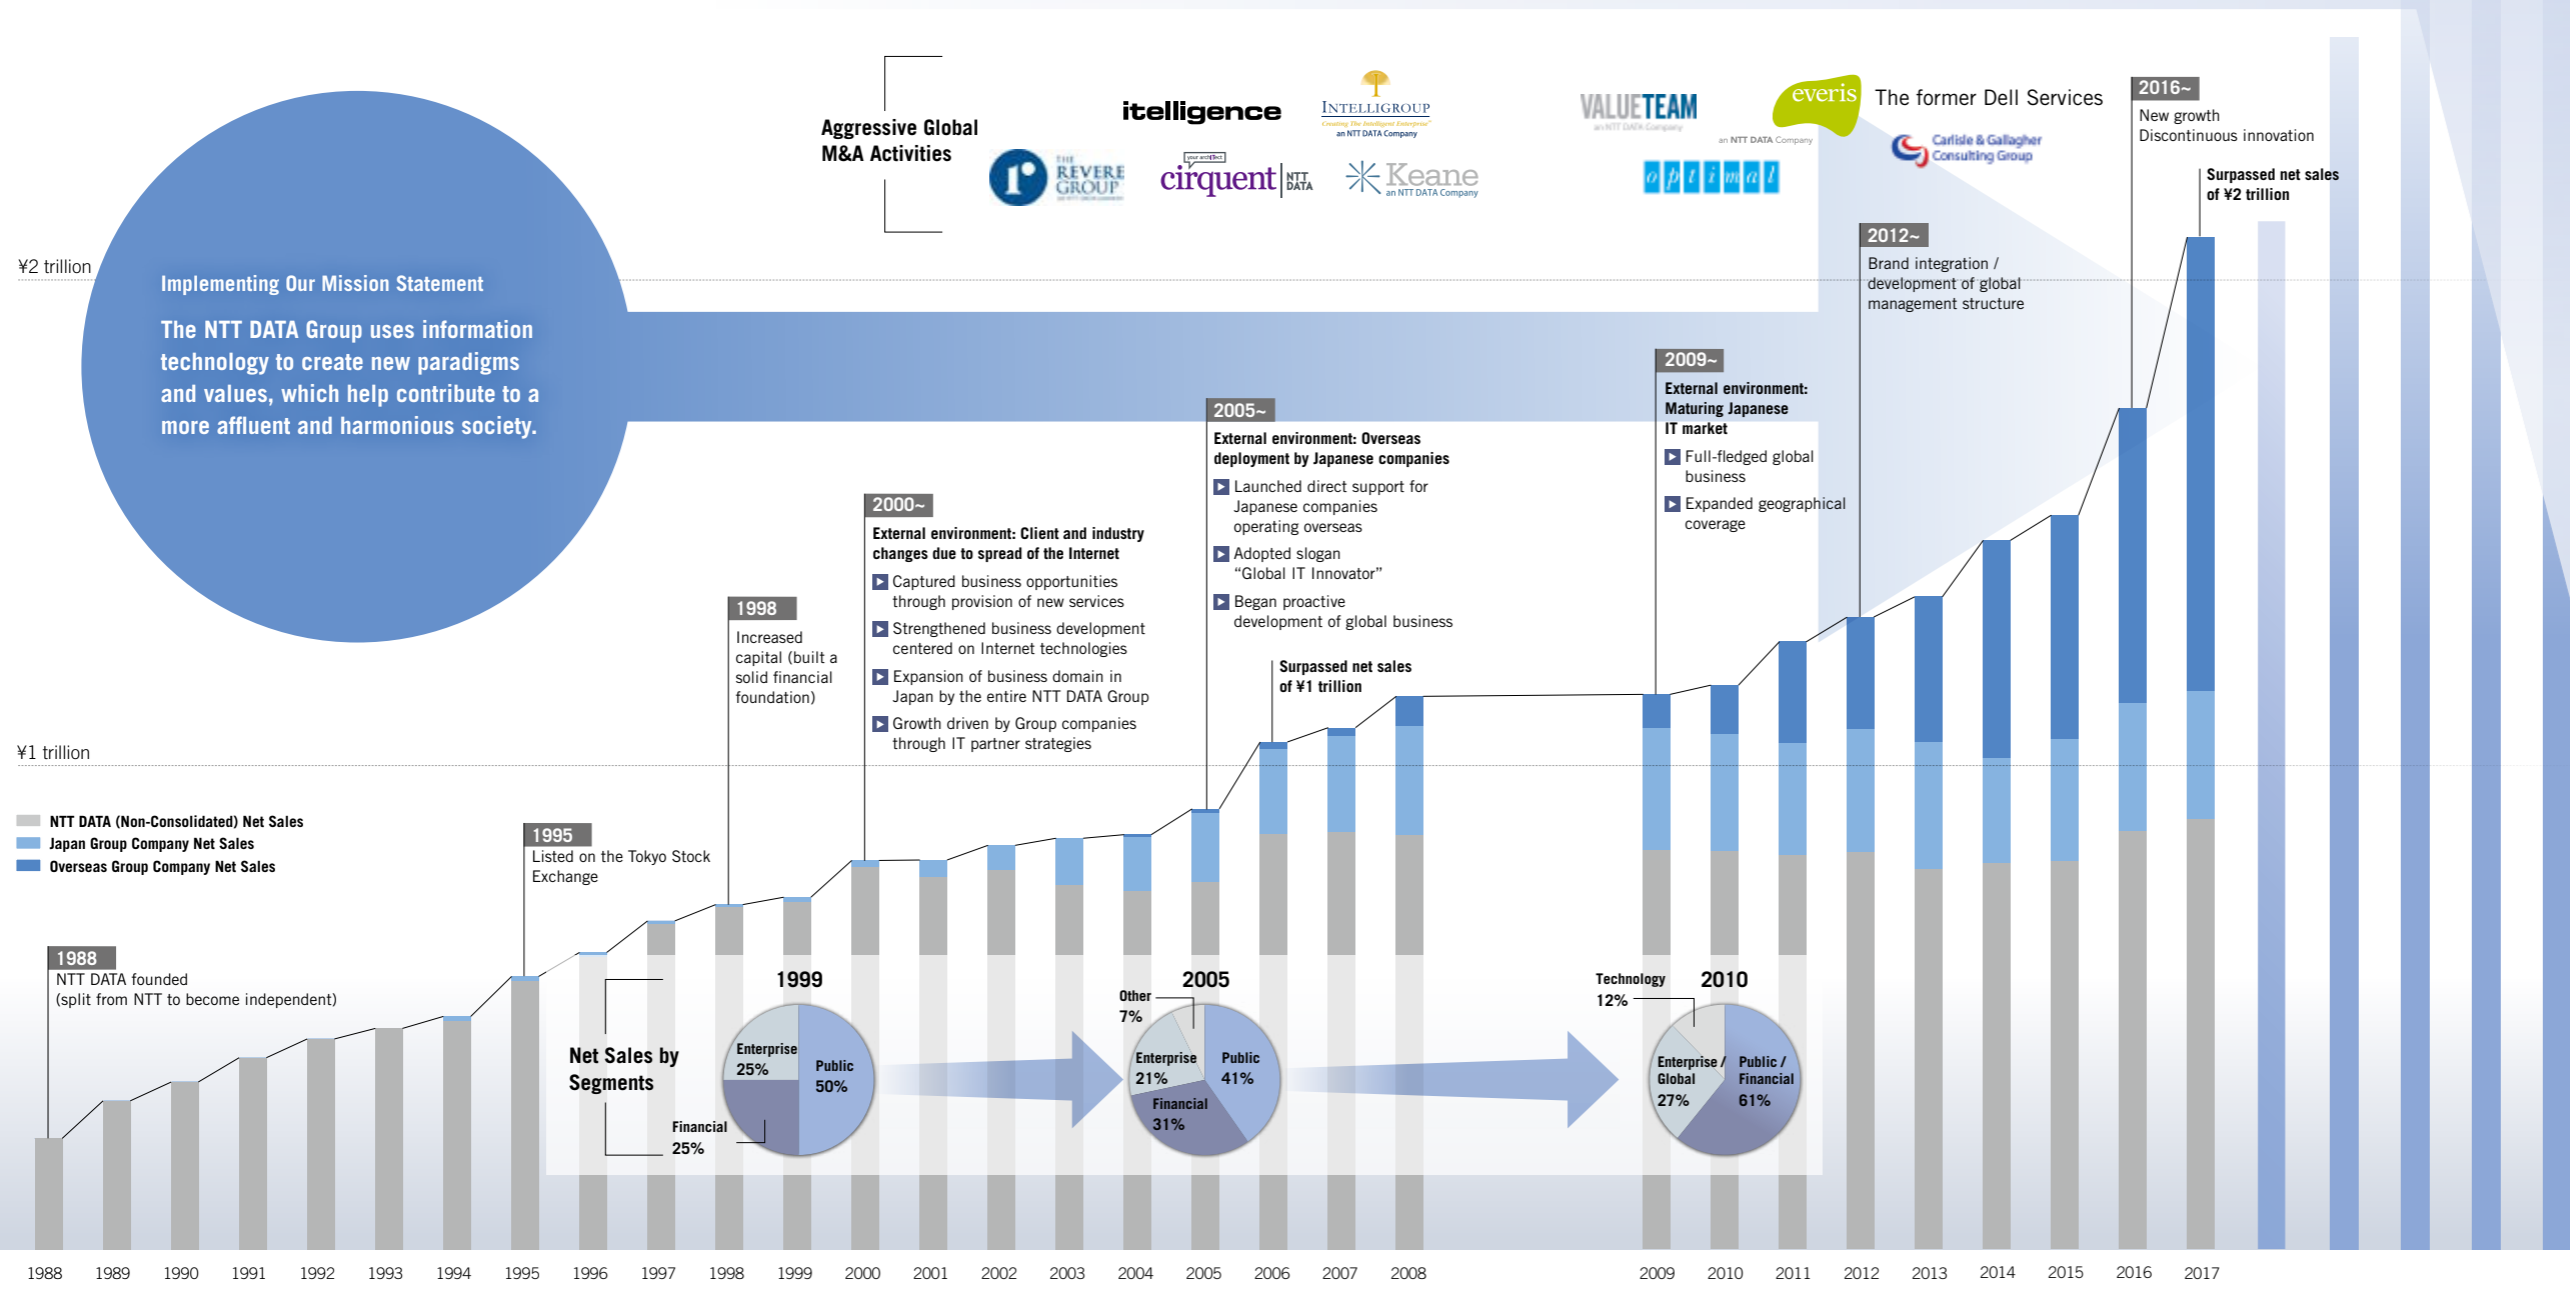 Aggressive Global
M&A Activities
itelligence
INTELLIGROUP
Creating The Intelligent Enterprise
an NTT DATA Company
THE
REVERE
GROUP
your architect
cirquent
NTT
DATA
Keane
an NTT DATA Company
VALUETEAM
an NTT DATA Company
everis
an NTT DATA Company
The former Dell Services
Carlisle & Gallagher
Consulting Group
optimal
2016~
New growth
Discontinuous innovation
Surpassed net sales
of ¥2 trillion
¥2 trillion
Implementing Our Mission Statement
The NTT DATA Group uses information
technology to create new paradigms
and values, which help contribute to a
more affluent and harmonious society.
2012~
Brand integration /
development of global
management structure
2009~
External environment:
Maturing Japanese
IT market
Full-fledged global
business
Expanded geographical
coverage
2005~
External environment: Overseas
deployment by Japanese companies
Launched direct support for
Japanese companies
operating overseas
Adopted slogan
“Global IT Innovator”
Began proactive
development of global business
Surpassed net sales
of ¥1 trillion
2000~
External environment: Client and industry
changes due to spread of the Internet
Captured business opportunities
through provision of new services
Strengthened business development
centered on Internet technologies
Expansion of business domain in
Japan by the entire NTT DATA Group
Growth driven by Group companies
through IT partner strategies
1998
Increased
capital (built a
solid financial
foundation)
¥1 trillion
NTT DATA (Non-Consolidated) Net Sales
Japan Group Company Net Sales
Overseas Group Company Net Sales
1995
Listed on the Tokyo Stock
Exchange
1988
NTT DATA founded
(split from NTT to become independent)
Net Sales by
Segments
1999
Enterprise
25%
Public
50%
Financial
25%
2005
Other
7%
Enterprise
21%
Public
41%
Financial
31%
2010
Technology
12%
Enterprise /
Global
27%
Public /
Financial
61%
1988 1989 1990 1991 1992 1993 1994 1995 1996 1997 1998 1999 2000 2001 2002 2003 2004 2005 2006 2007 2008 2009 2010 2011 2012 2013 2014 2015 2016 2017